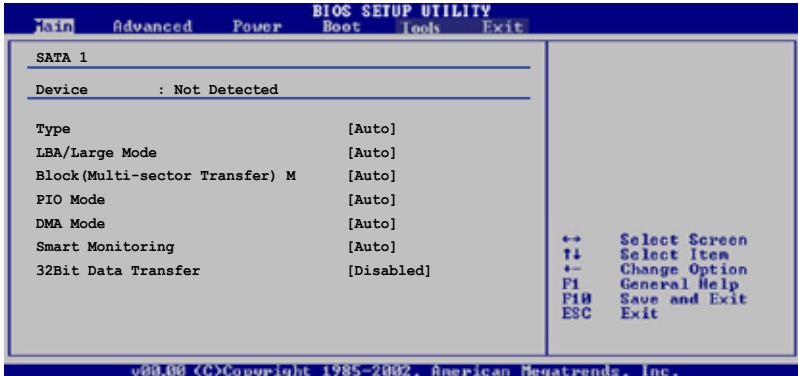 BIOS SETUP UTILITY
Main Advanced Power Boot Tools Exit
SATA 1
Device : Not Detected
Type [Auto]
LBA/Large Mode [Auto]
Block(Multi-sector Transfer) M [Auto]
PIO Mode [Auto]
DMA Mode [Auto]
Smart Monitoring [Auto]
32Bit Data Transfer [Disabled]
↔ Select Screen
↑↓ Select Item
+- Change Option
F1 General Help
F10 Save and Exit
ESC Exit
v00.00 (C)Copyright 1985-2002, American Megatrends, Inc.